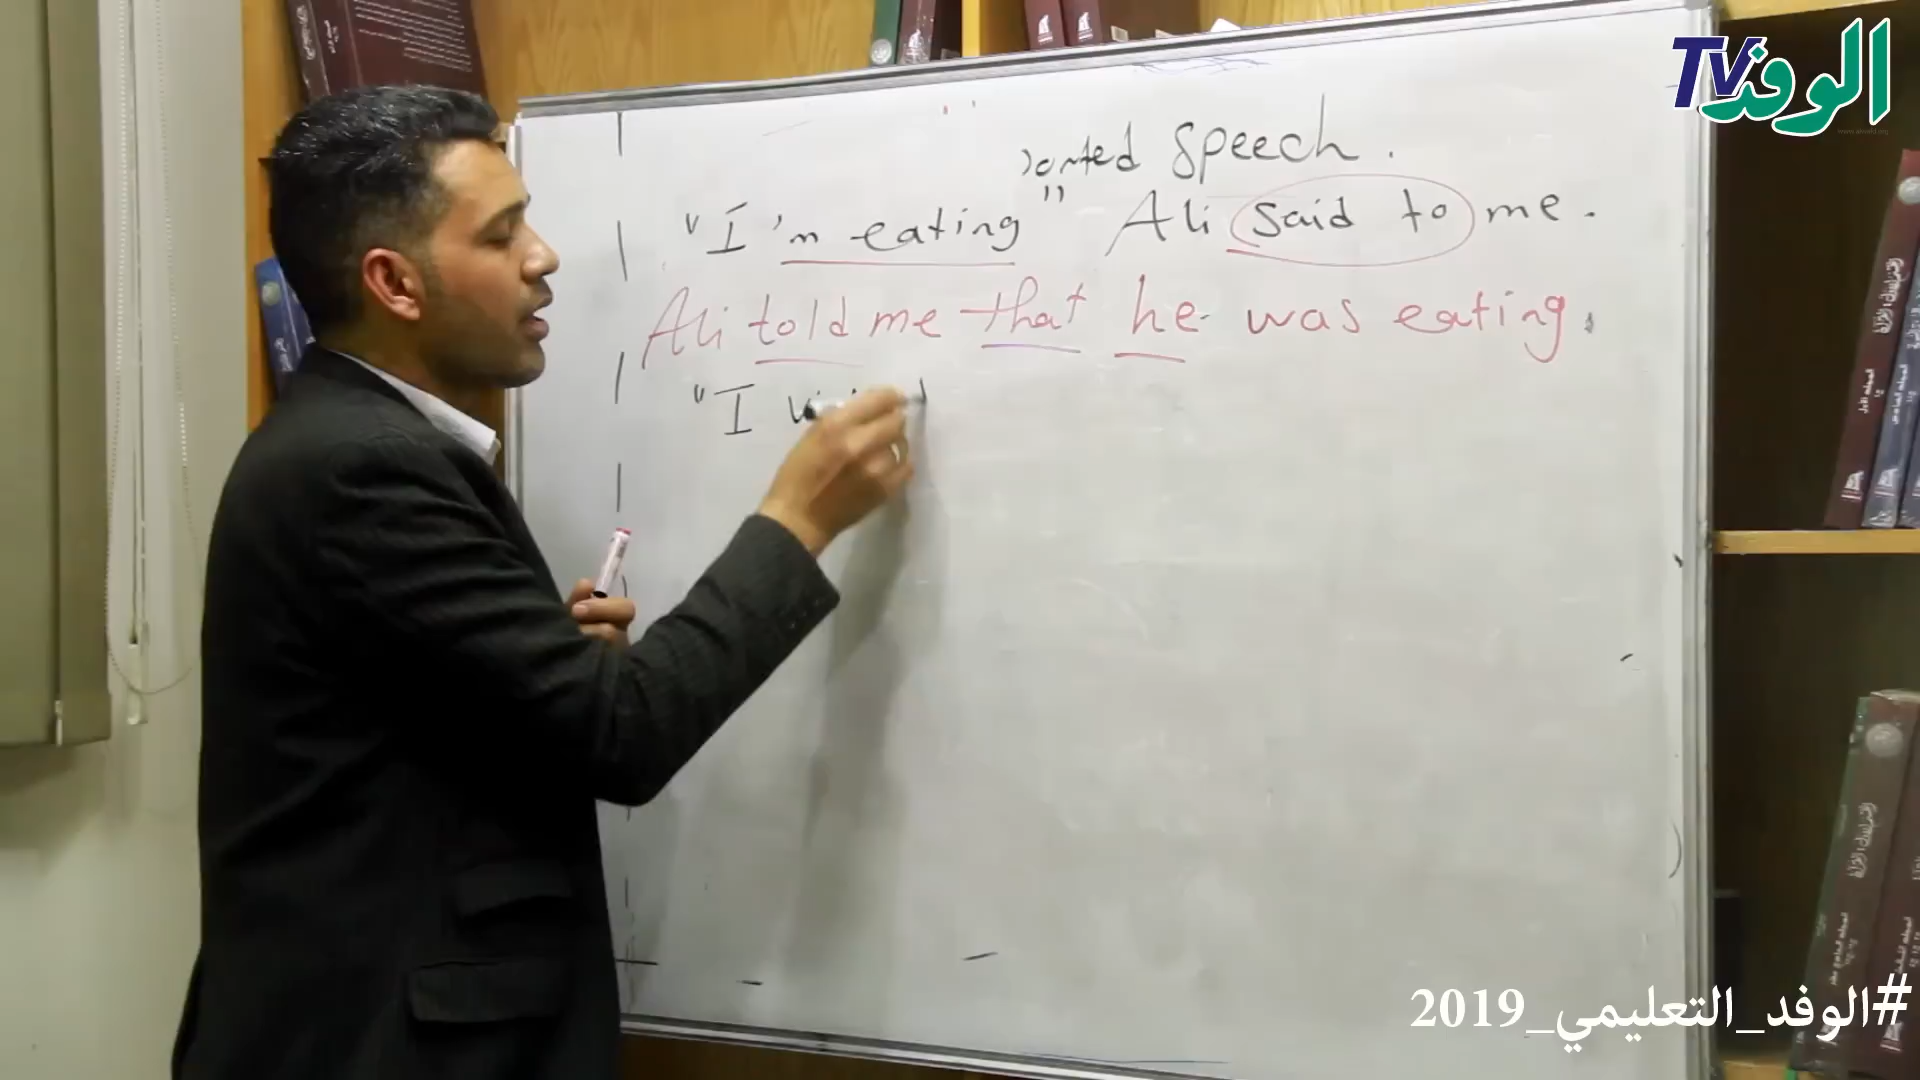 الوفد TV
speech.
"I'm eating" Ali said to me.
Ali told me that he was eating.
"I
#الوفد_التعليمي_2019